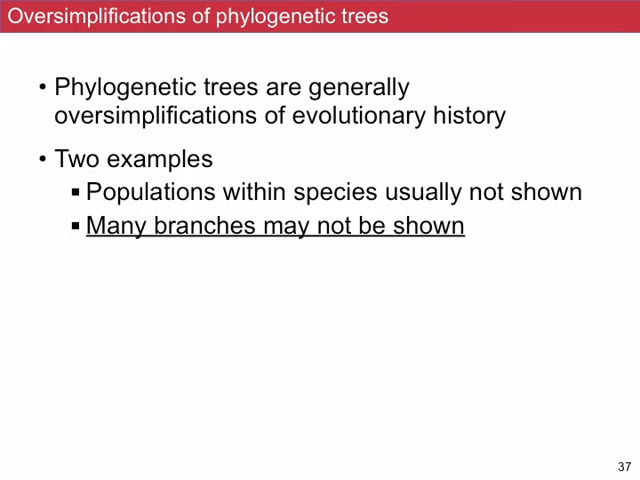 Oversimplifications of phylogenetic trees
• Phylogenetic trees are generally
oversimplifications of evolutionary history
• Two examples
▪ Populations within species usually not shown
▪ Many branches may not be shown
37